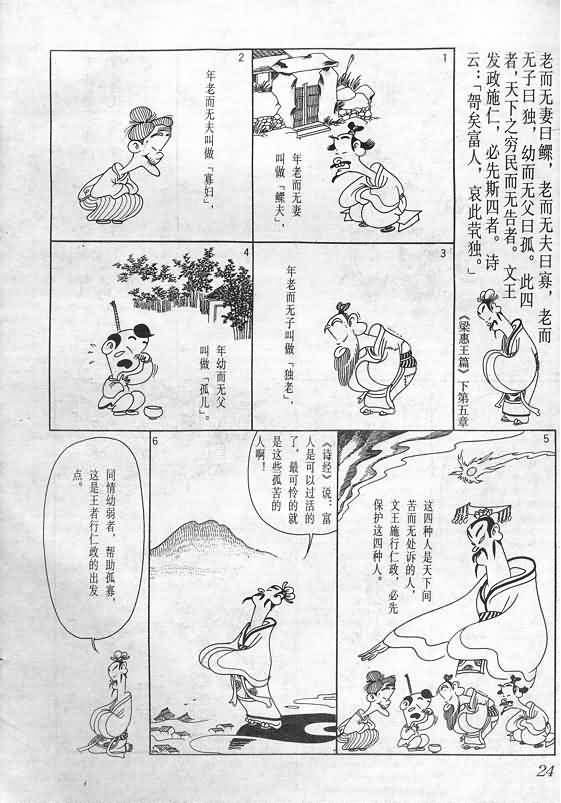 老而无妻曰鳏，老而无夫曰寡，老而
无子曰独，幼而无父曰孤。此四
者，天下之穷民而无告者。文王
发政施仁，必先斯四者。诗
云：「哿矣富人，哀此茕独。」
《梁惠王篇》下第五章
1
年老而无妻
叫做「鳏夫」，
2
年老而无夫
叫做「寡妇」，
3
年老而无子叫做「独老」，
4
年幼而无父
叫做「孤儿」。
5
这四种人是天下间
苦而无处诉的人，
文王施行仁政，必先
保护这四种人。
6
《诗经》说：富
人是可以过活的
了，最可怜的就
是这些孤苦的
人啊！
同情幼弱者，帮助孤寡，
这是王者行仁政的出发
点。
24